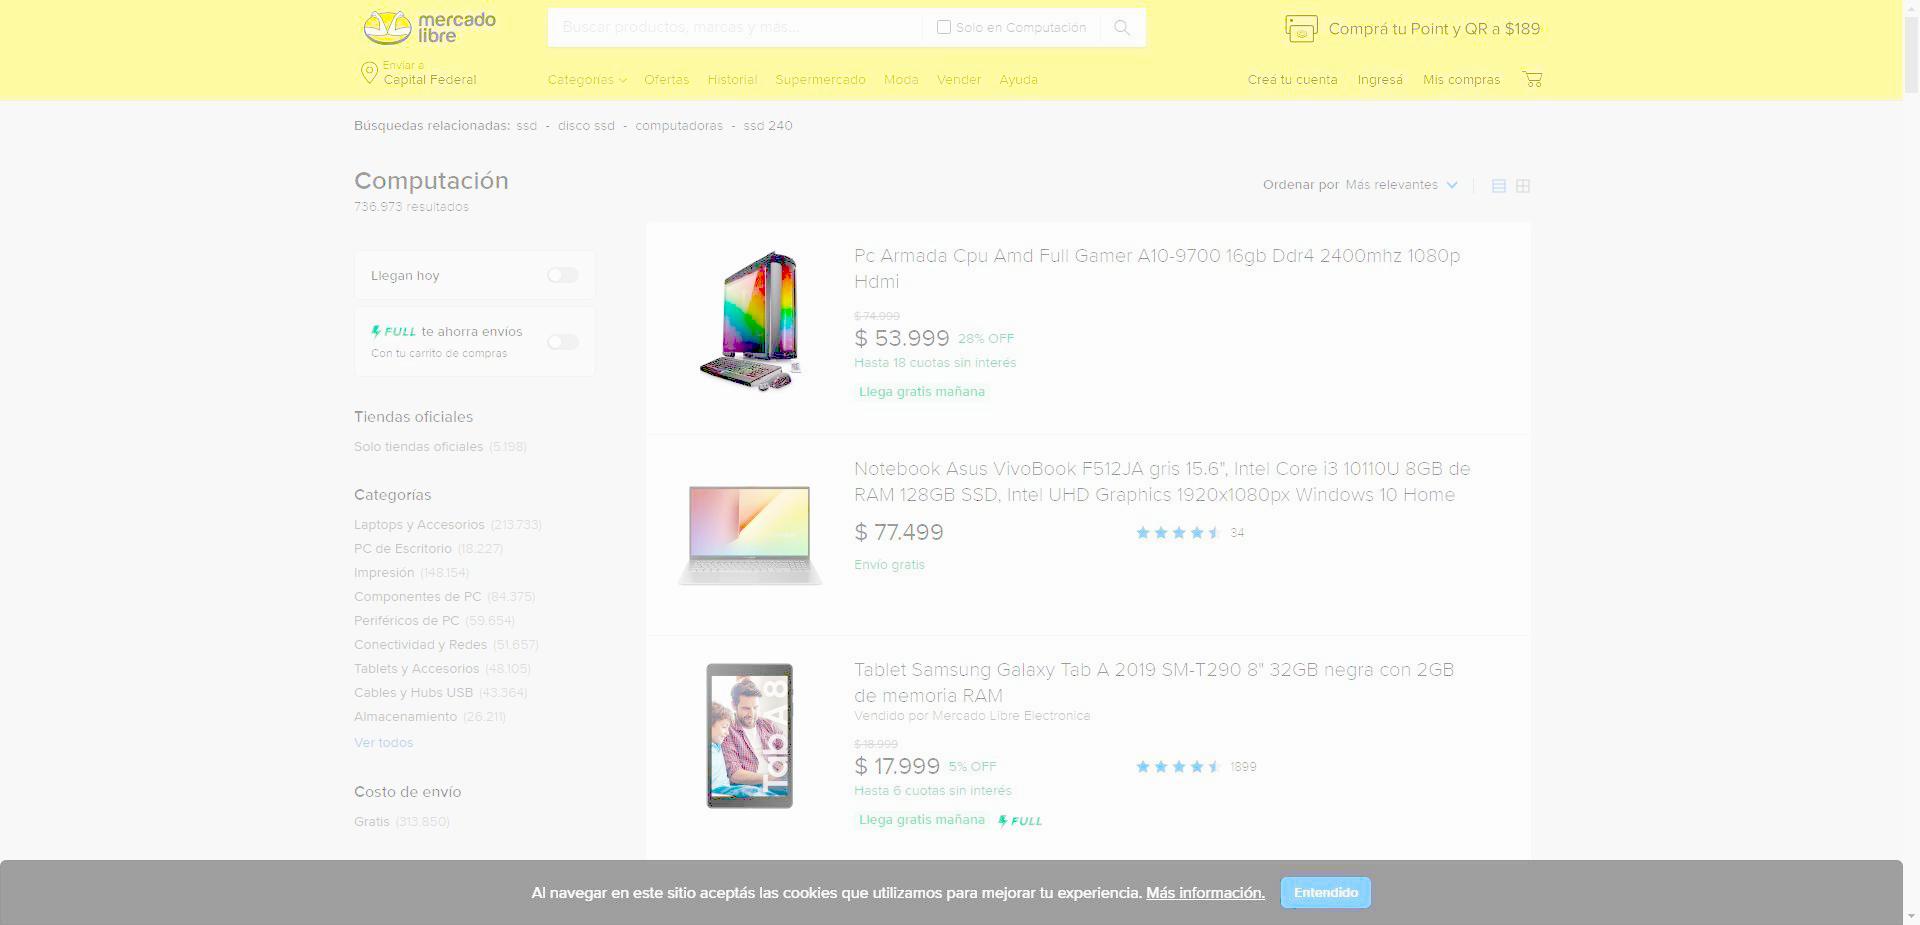 mercado
libre
Buscar productos, marcas y más...
Solo en Computación
Comprá tu Point y QR a $189
Enviar a
Capital Federal
Categorías Ofertas Historial Supermercado Moda Vender Ayuda
Creá tu cuenta Ingresá Mis compras
Búsquedas relacionadas: ssd - disco ssd - computadoras - ssd 240
Computación
736.973 resultados
Ordenar por Más relevantes
Llegan hoy
FULL te ahorra envíos
Con tu carrito de compras
Tiendas oficiales
Solo tiendas oficiales (5.198)
Categorías
Laptops y Accesorios (213.733)
PC de Escritorio (18.227)
Impresión (148.154)
Componentes de PC (84.375)
Periféricos de PC (59.654)
Conectividad y Redes (51.657)
Tablets y Accesorios (48.105)
Cables y Hubs USB (43.364)
Almacenamiento (26.211)
Ver todos
Costo de envío
Gratis (313.850)
Pc Armada Cpu Amd Full Gamer A10-9700 16gb Ddr4 2400mhz 1080p
Hdmi
$ 74.999
$ 53.999 28% OFF
Hasta 18 cuotas sin interés
Llega gratis mañana
Notebook Asus VivoBook F512JA gris 15.6", Intel Core i3 10110U 8GB de
RAM 128GB SSD, Intel UHD Graphics 1920x1080px Windows 10 Home
$ 77.499
34
Envío gratis
Tab A 8
Tablet Samsung Galaxy Tab A 2019 SM-T290 8" 32GB negra con 2GB
de memoria RAM
Vendido por Mercado Libre Electronica
$ 18.999
$ 17.999 5% OFF
1899
Hasta 6 cuotas sin interés
Llega gratis mañana FULL
Al navegar en este sitio aceptás las cookies que utilizamos para mejorar tu experiencia. Más información.
Entendido